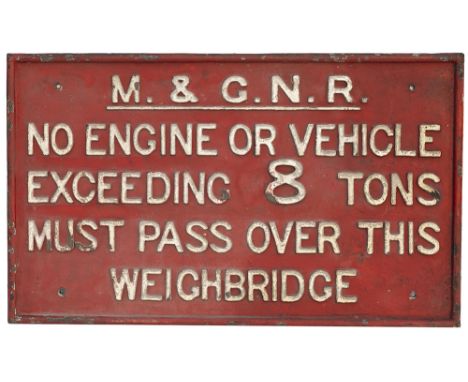 M. & G.N.R.
NO ENGINE OR VEHICLE
EXCEEDING 8 TONS
MUST PASS OVER THIS
WEIGHBRIDGE